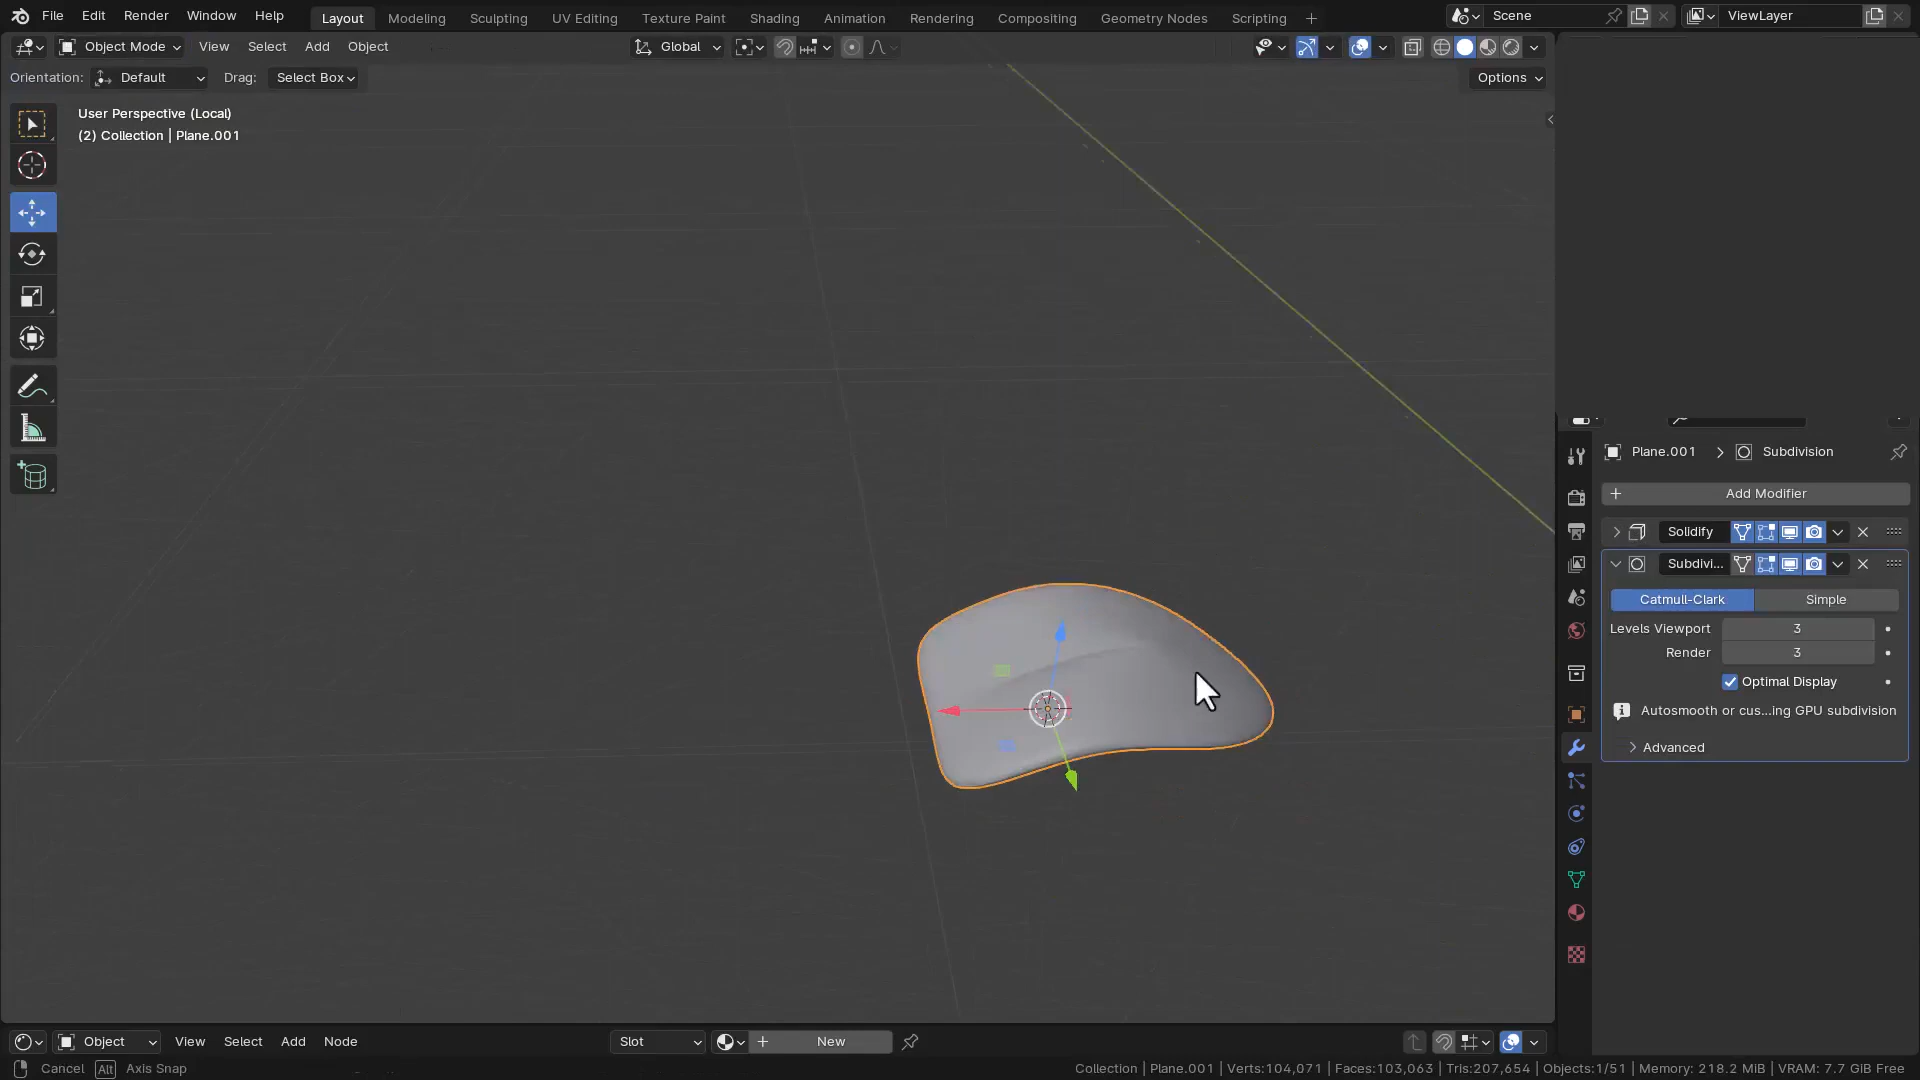 File Edit Render Window Help Layout Modeling Sculpting UV Editing Texture Paint Shading Animation Rendering Compositing Geometry Nodes Scripting + Scene ViewLayer
Object Mode View Select Add Object Global
Orientation: Default Drag: Select Box Options
User Perspective (Local)
(2) Collection | Plane.001
Plane.001 > Subdivision
+ Add Modifier
Solidify
Subdivi...
Catmull-Clark Simple
Levels Viewport 3
Render 3
Optimal Display
Autosmooth or cus...ing GPU subdivision
Advanced
Object View Select Add Node Slot + New
Cancel Alt Axis Snap Collection | Plane.001 | Verts:104,071 | Faces:103,063 | Tris:207,654 | Objects:1/51 | Memory: 218.2 MiB | VRAM: 7.7 GiB Free